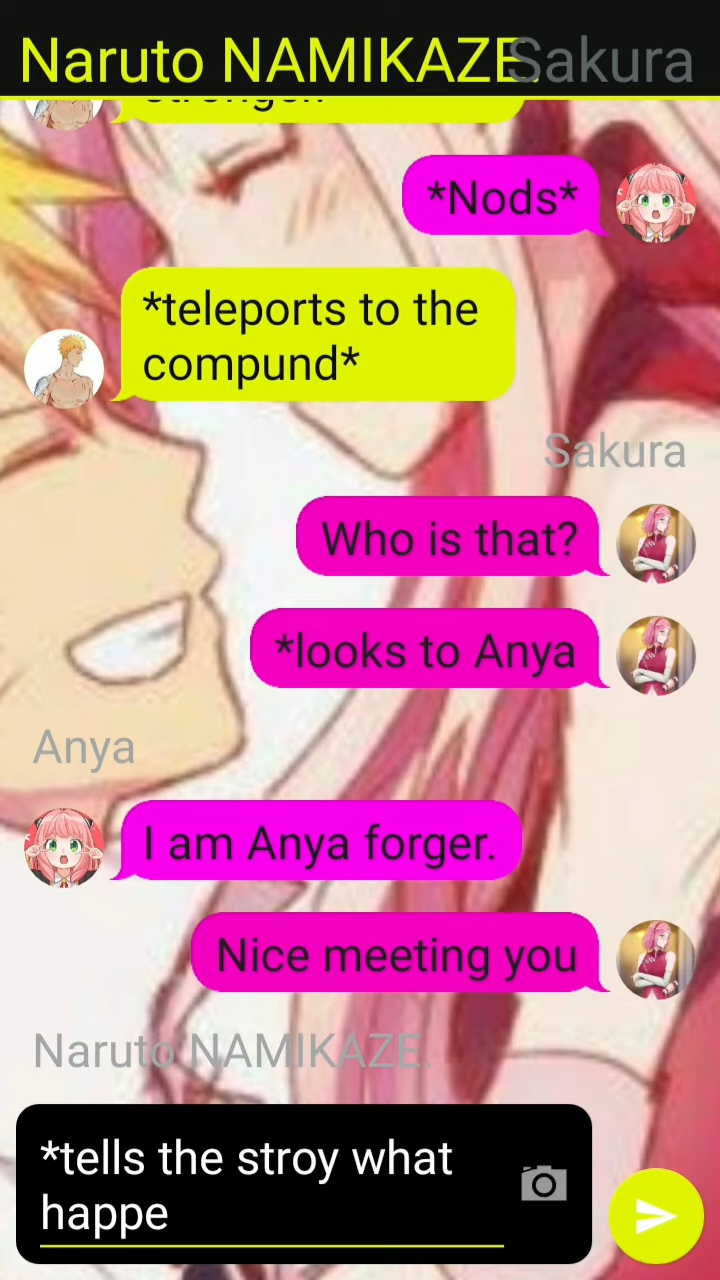 Naruto NAMIKAZE.
Sakura
stronger.
*Nods*
*teleports to the
compund*
Sakura
Who is that?
*looks to Anya
Anya
I am Anya forger.
Nice meeting you
Naruto NAMIKAZE.
*tells the stroy what
happe